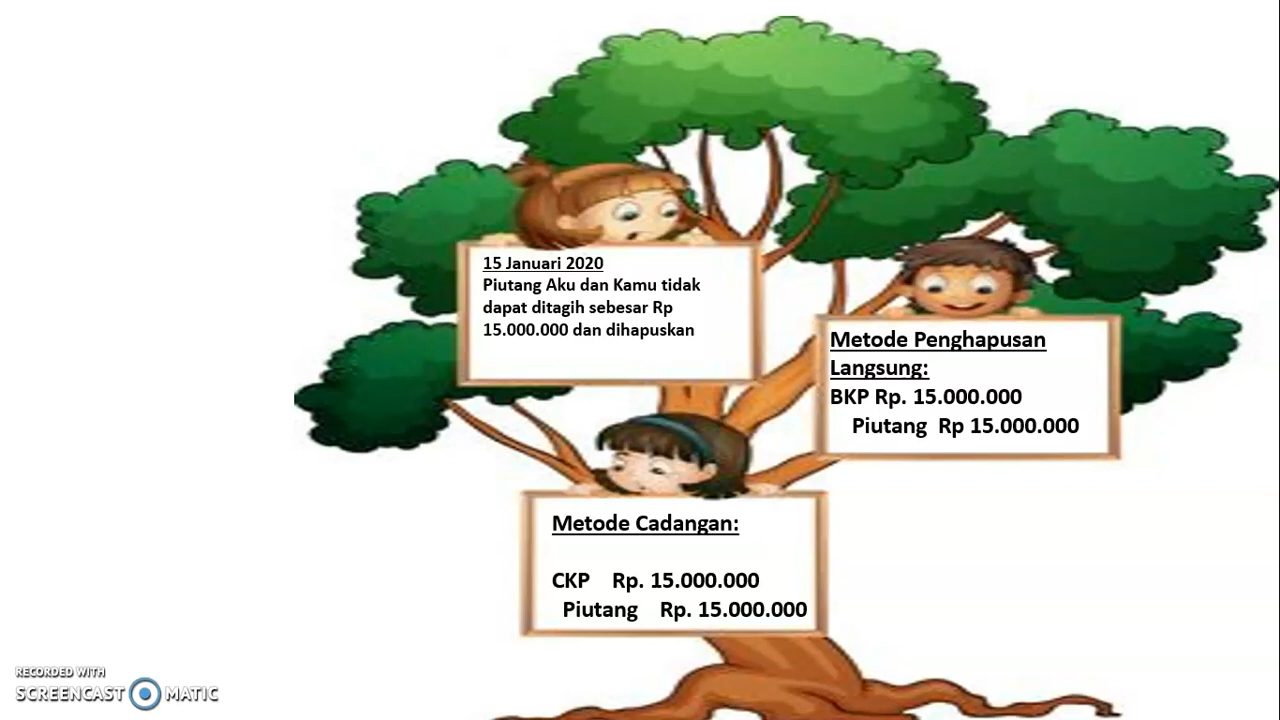 15 Januari 2020
Piutang Aku dan Kamu tidak
dapat ditagih sebesar Rp
15.000.000 dan dihapuskan
Metode Penghapusan
Langsung:
BKP Rp. 15.000.000
Piutang Rp 15.000.000
Metode Cadangan:
CKP Rp. 15.000.000
Piutang Rp. 15.000.000
RECORDED WITH
SCREENCAST MATIC